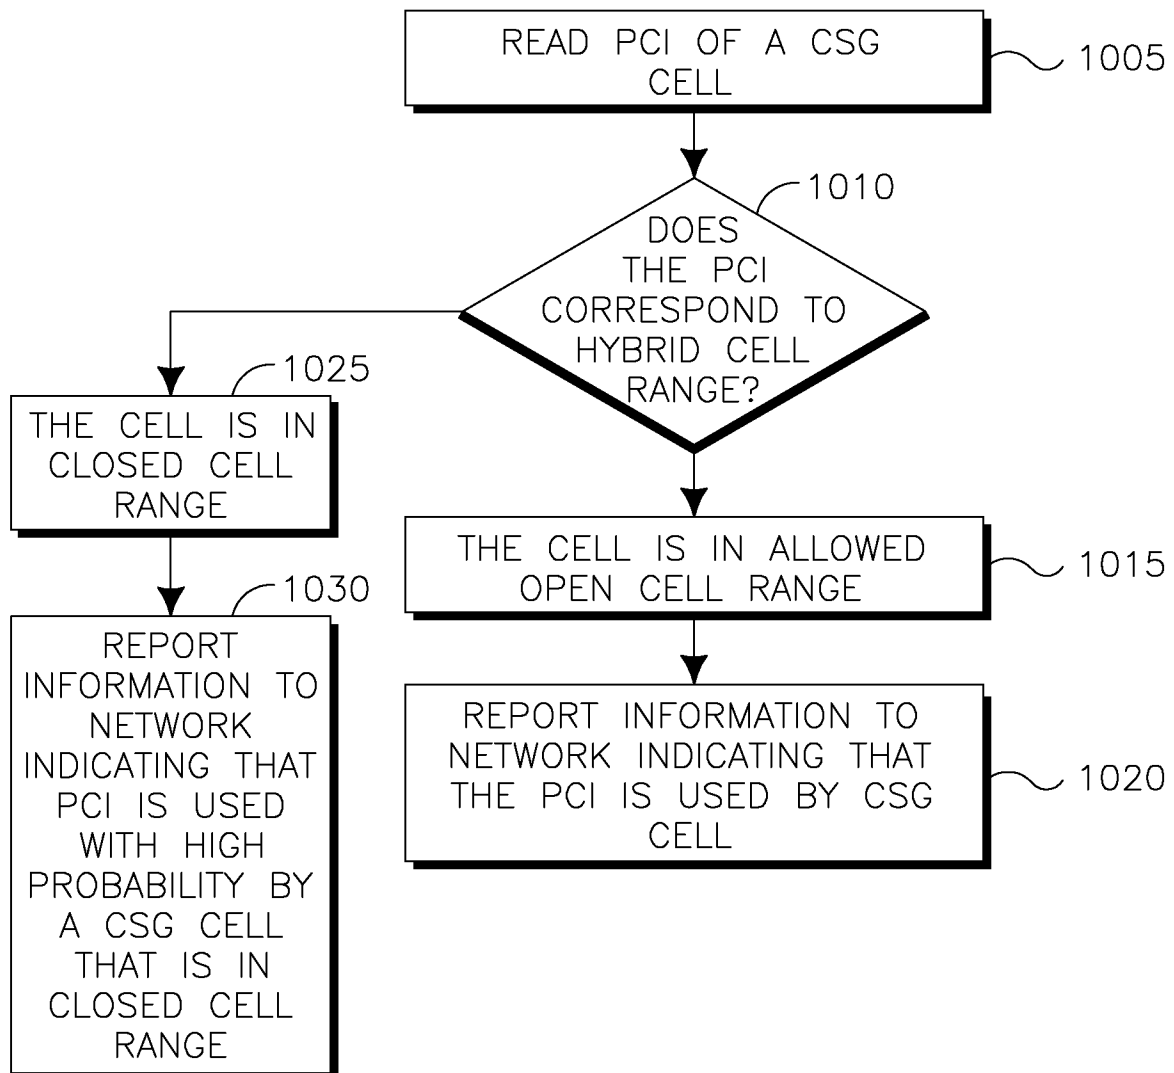 READ PCI OF A CSG
CELL
1005
1010
DOES
THE PCI
CORRESPOND TO
HYBRID CELL
RANGE?
1025
THE CELL IS IN
CLOSED CELL
RANGE
THE CELL IS IN ALLOWED
OPEN CELL RANGE
1015
1030
REPORT
INFORMATION TO
NETWORK
INDICATING THAT
PCI IS USED
WITH HIGH
PROBABILITY BY
A CSG CELL
THAT IS IN
CLOSED CELL
RANGE
REPORT INFORMATION TO
NETWORK INDICATING THAT
THE PCI IS USED BY CSG
CELL
1020